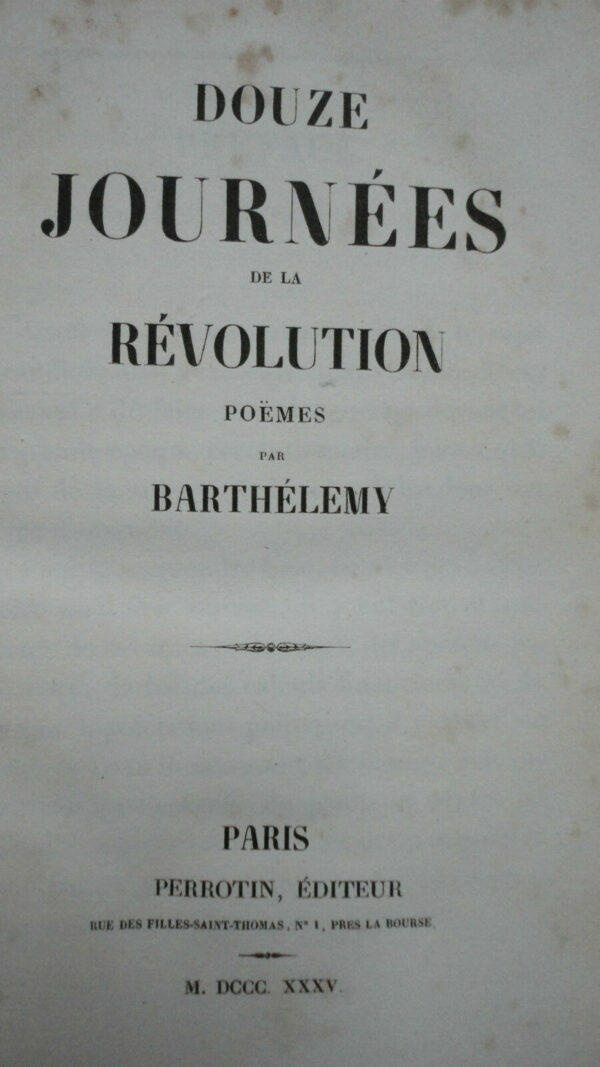 DOUZE
JOURNÉES
DE LA
RÉVOLUTION
POËMES
PAR
BARTHÉLEMY
PARIS
PERROTIN, ÉDITEUR
RUE DES FILLES-SAINT-THOMAS, Nº 1, PRES LA BOURSE
M. DCCC. XXXV.